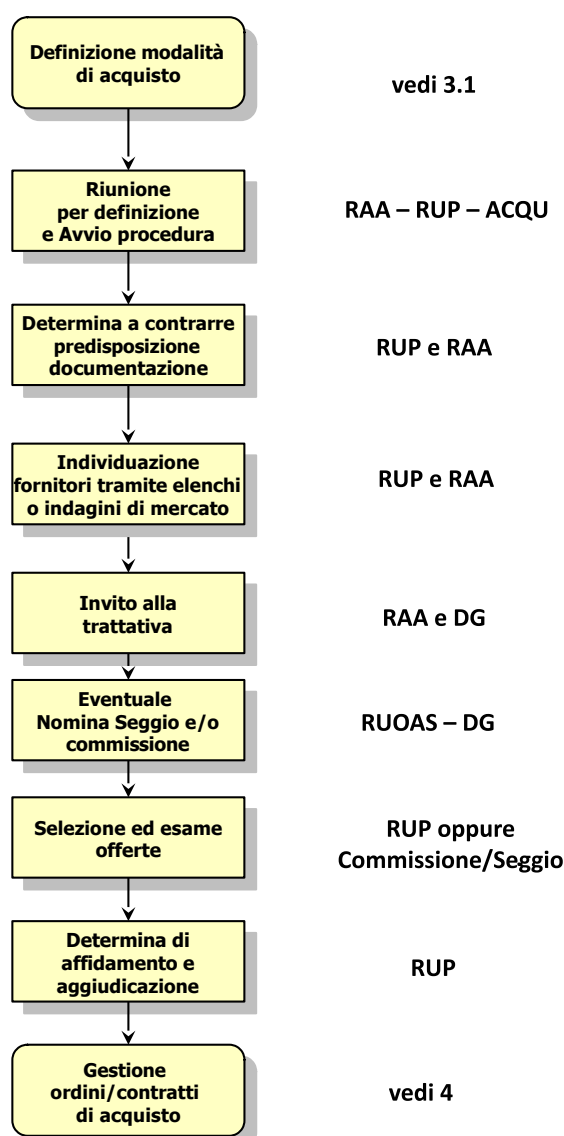 Definizione modalità
di acquisto
vedi 3.1
Riunione
per definizione
e Avvio procedura
RAA – RUP – ACQU
Determina a contrarre
predisposizione
documentazione
RUP e RAA
Individuazione
fornitori tramite elenchi
o indagini di mercato
RUP e RAA
Invito alla
trattativa
RAA e DG
Eventuale
Nomina Seggio e/o
commissione
RUOAS – DG
Selezione ed esame
offerte
RUP oppure
Commissione/Seggio
Determina di
affidamento e
aggiudicazione
RUP
Gestione
ordini/contratti
di acquisto
vedi 4